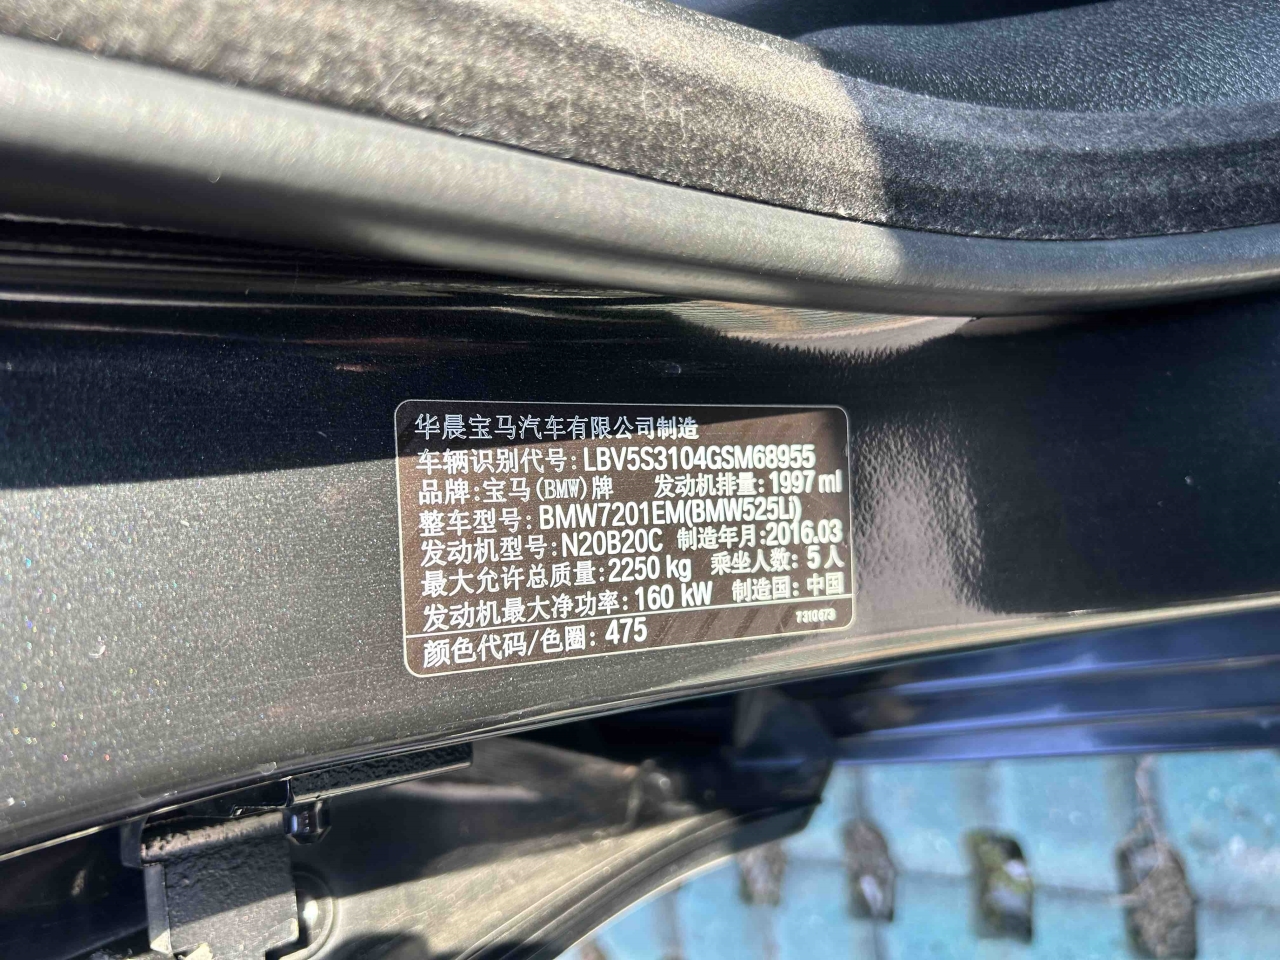 华晨宝马汽车有限公司制造
车辆识别代号: LBV5S3104GSM68955
品牌: 宝马(BMW)牌 发动机排量: 1997 ml
整车型号: BMW7201EM(BMW525Li)
发动机型号: N20B20C 制造年月: 2016.03
最大允许总质量: 2250 kg 乘坐人数: 5 人
发动机最大净功率: 160 kW 制造国: 中国
颜色代码/色圈: 475 7310673